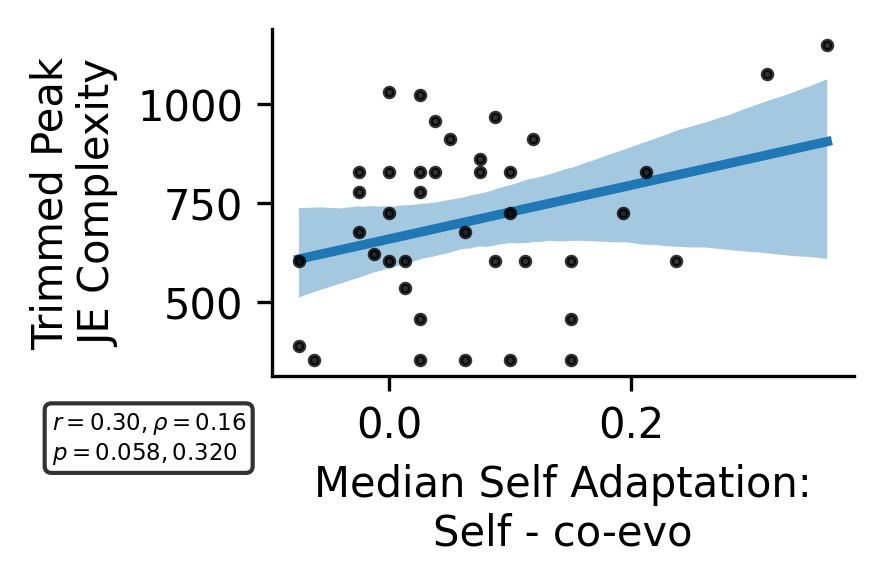 Trimmed Peak
JE Complexity
1000
750
500
0.0
0.2
r = 0.30, ρ = 0.16
p = 0.058, 0.320
Median Self Adaptation:
Self - co-evo